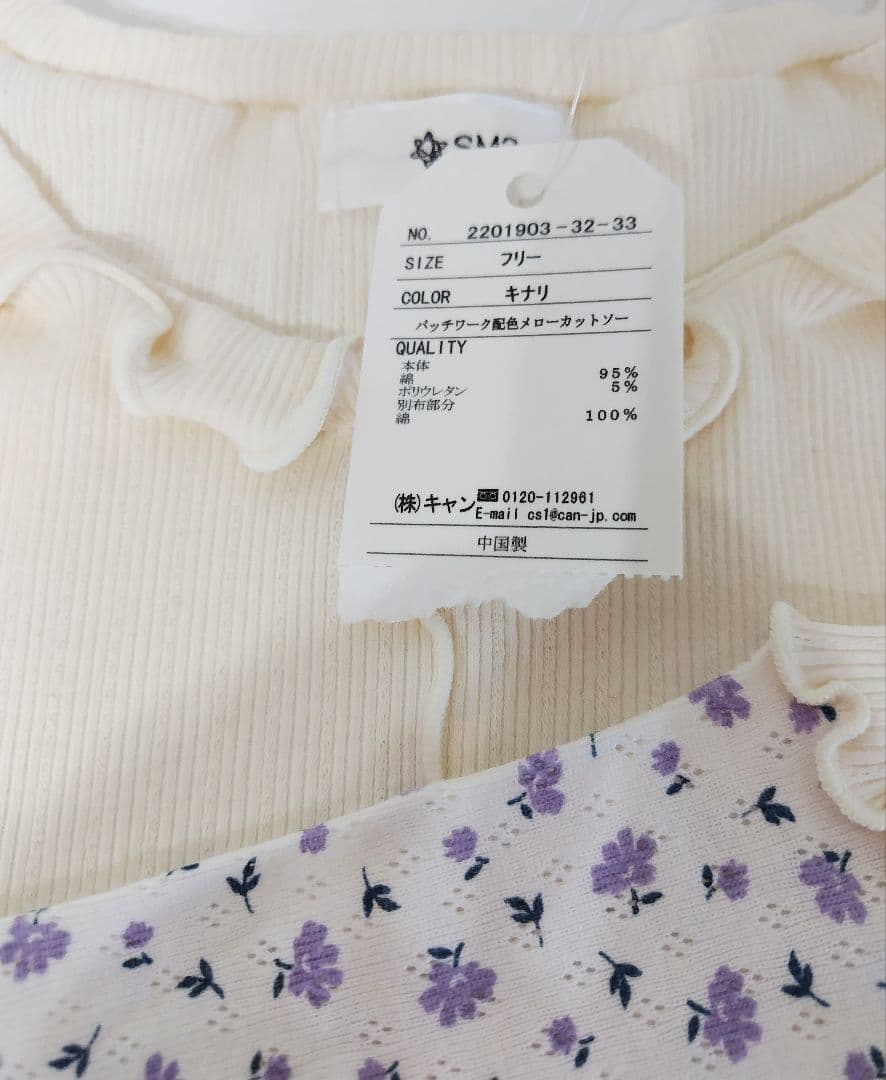 NO. 2201903-32-33
SIZE フリー
COLOR キナリ
パッチワーク配色メローカットソー
QUALITY
本体
綿 95%
ポリウレタン 5%
別布部分
綿 100%
(株)キャン 0120-112961
E-mail cs1@can-jp.com
中国製